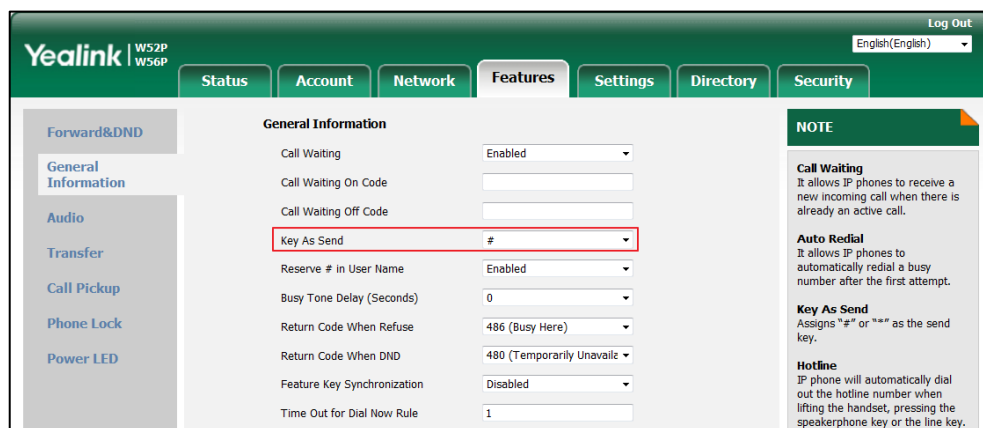 Log Out
Yealink | W52P
W56P
English(English)
Status Account Network Features Settings Directory Security
Forward&DND
General
Information
Audio
Transfer
Call Pickup
Phone Lock
Power LED
General Information
Call Waiting Enabled
Call Waiting On Code
Call Waiting Off Code
Key As Send #
Reserve # in User Name Enabled
Busy Tone Delay (Seconds) 0
Return Code When Refuse 486 (Busy Here)
Return Code When DND 480 (Temporarily Unavaila
Feature Key Synchronization Disabled
Time Out for Dial Now Rule 1
NOTE
Call Waiting
It allows IP phones to receive a
new incoming call when there is
already an active call.
Auto Redial
It allows IP phones to
automatically redial a busy
number after the first attempt.
Key As Send
Assigns "#" or "*" as the send
key.
Hotline
IP phone will automatically dial
out the hotline number when
lifting the handset, pressing the
speakerphone key or the line key.